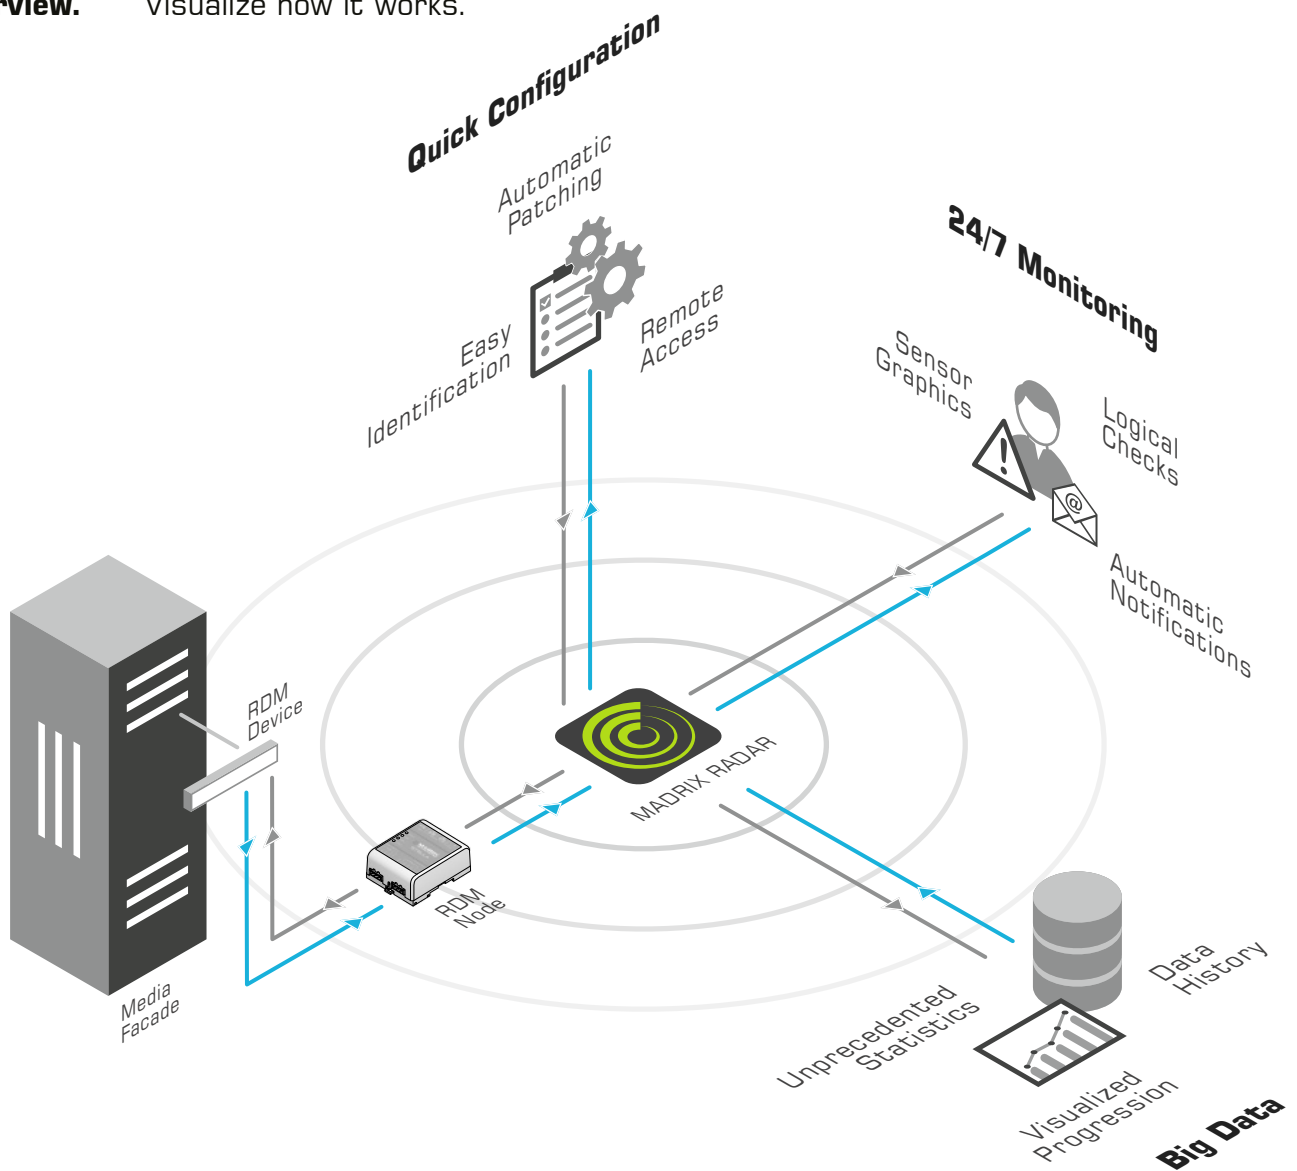 rview. Visualize how it works.
Quick Configuration
Automatic
Patching
Easy
Identification
Remote
Access
24/7 Monitoring
Sensor
Graphics
Logical
Checks
@
Automatic
Notifications
RDM
Device
MADRIX RADAR
RDM
Node
Media
Facade
Data
History
Unprecedented
Statistics
Visualized
Progression
Big Data